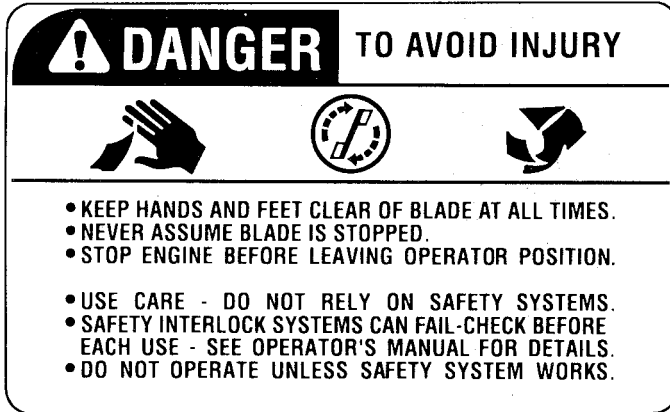 DANGER TO AVOID INJURY
• KEEP HANDS AND FEET CLEAR OF BLADE AT ALL TIMES.
• NEVER ASSUME BLADE IS STOPPED.
• STOP ENGINE BEFORE LEAVING OPERATOR POSITION.
• USE CARE - DO NOT RELY ON SAFETY SYSTEMS.
• SAFETY INTERLOCK SYSTEMS CAN FAIL-CHECK BEFORE
EACH USE - SEE OPERATOR'S MANUAL FOR DETAILS.
• DO NOT OPERATE UNLESS SAFETY SYSTEM WORKS.